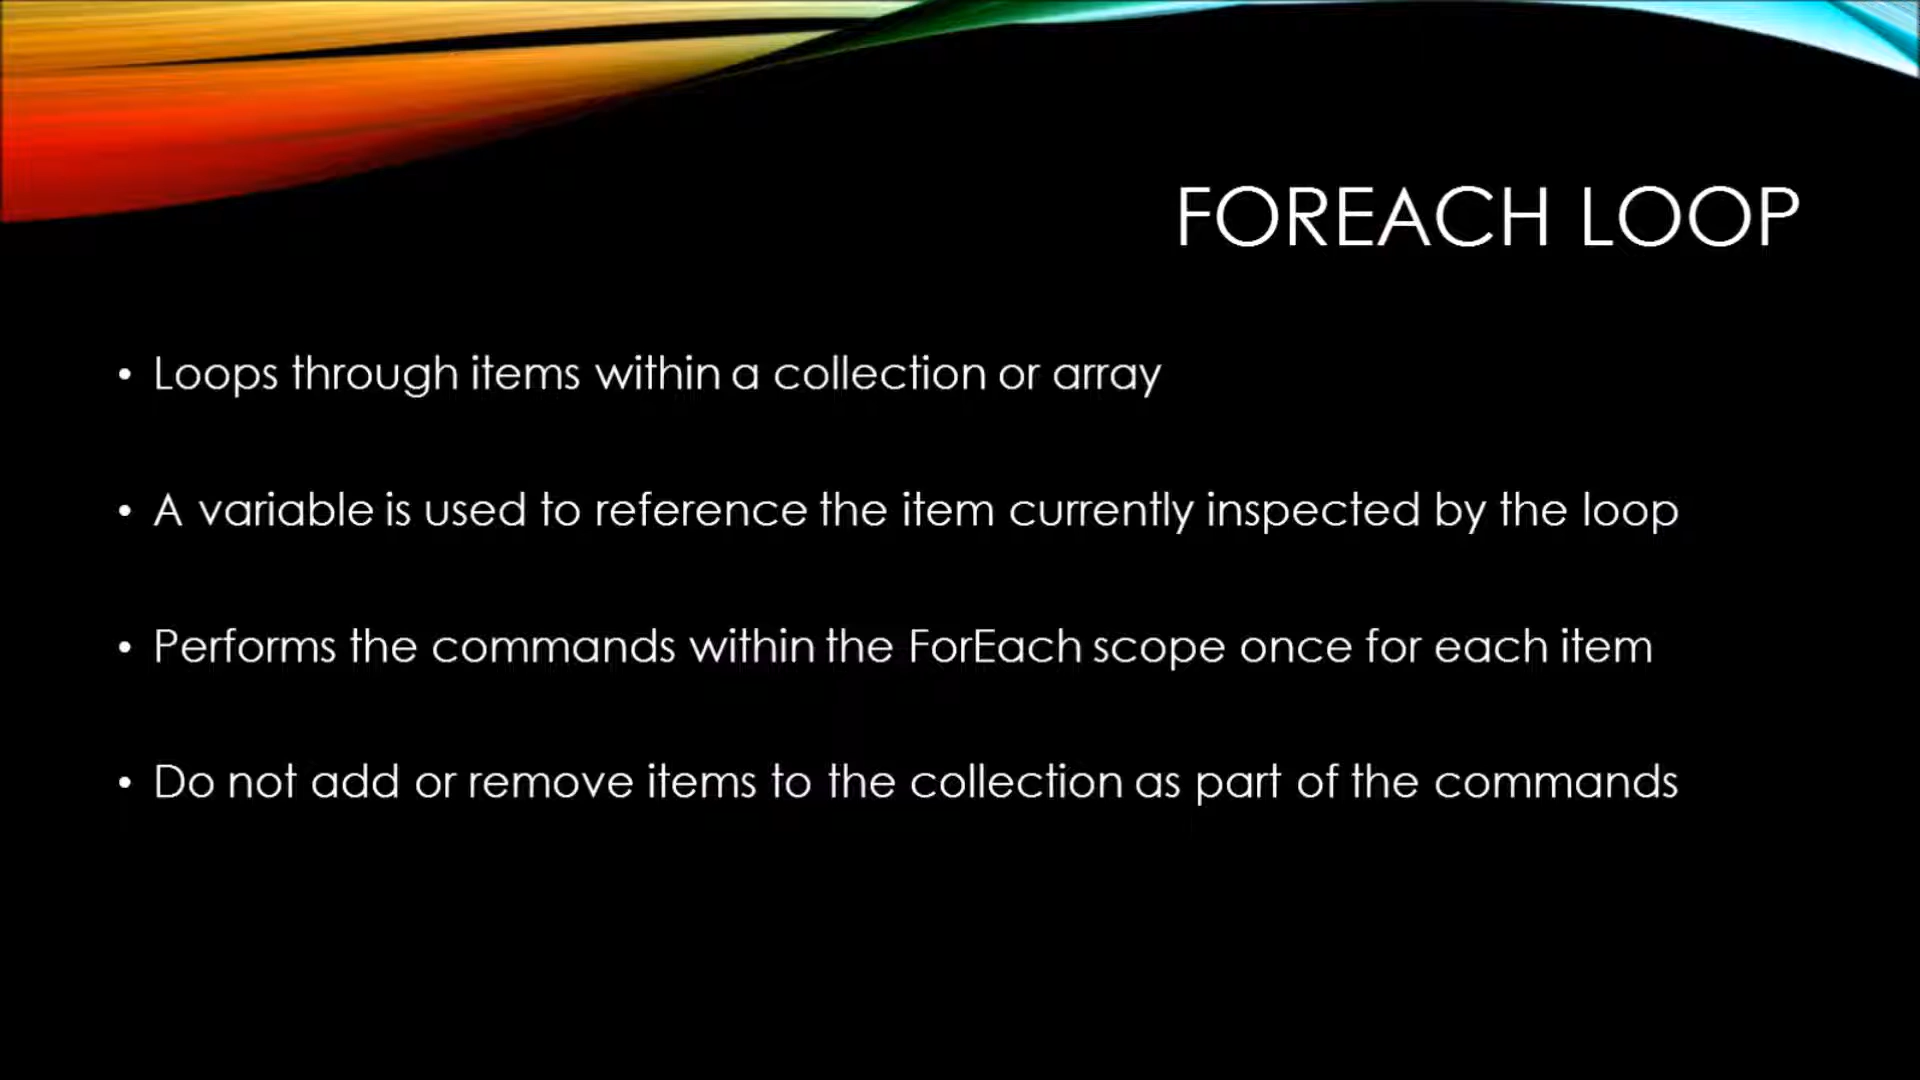 FOREACH LOOP
• Loops through items within a collection or array
• A variable is used to reference the item currently inspected by the loop
• Performs the commands within the ForEach scope once for each item
• Do not add or remove items to the collection as part of the commands